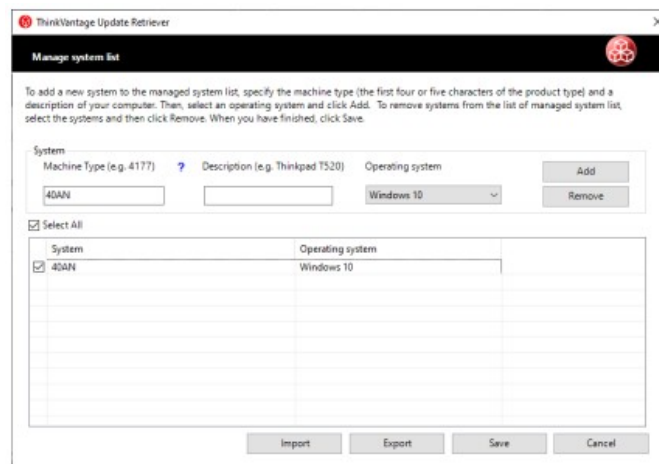 ThinkVantage Update Retriever
Manage system list
To add a new system to the managed system list, specify the machine type (the first four or five characters of the product type) and a
description of your computer. Then, select an operating system and click Add. To remove systems from the list of managed system list,
select the systems and then click Remove. When you have finished, click Save.
System
Machine Type (e.g. 4177) ? Description (e.g. Thinkpad T520) Operating system Add
40AN Windows 10 Remove
Select All
System Operating system
40AN Windows 10
Import Export Save Cancel